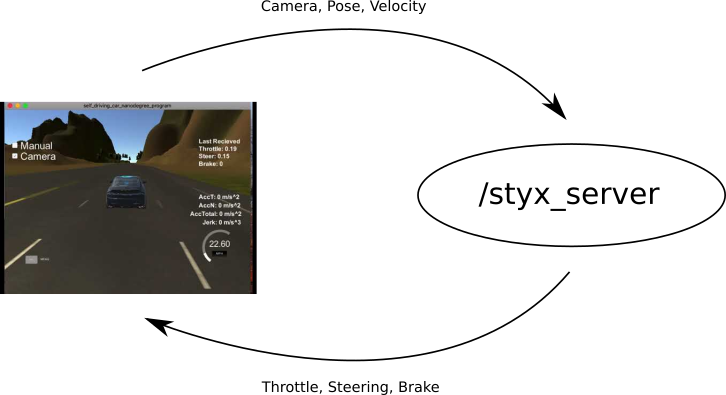 Camera, Pose, Velocity
self_driving_car_nanodegree_program
Manual
Camera
Last Recieved
Throttle: 0.19
Steer: 0.15
Brake: 0
AccT: 0 m/s^2
AccN: 0 m/s^2
AccTotal: 0 m/s^2
Jerk: 0 m/s^3
22.60
MPH
/styx_server
Throttle, Steering, Brake